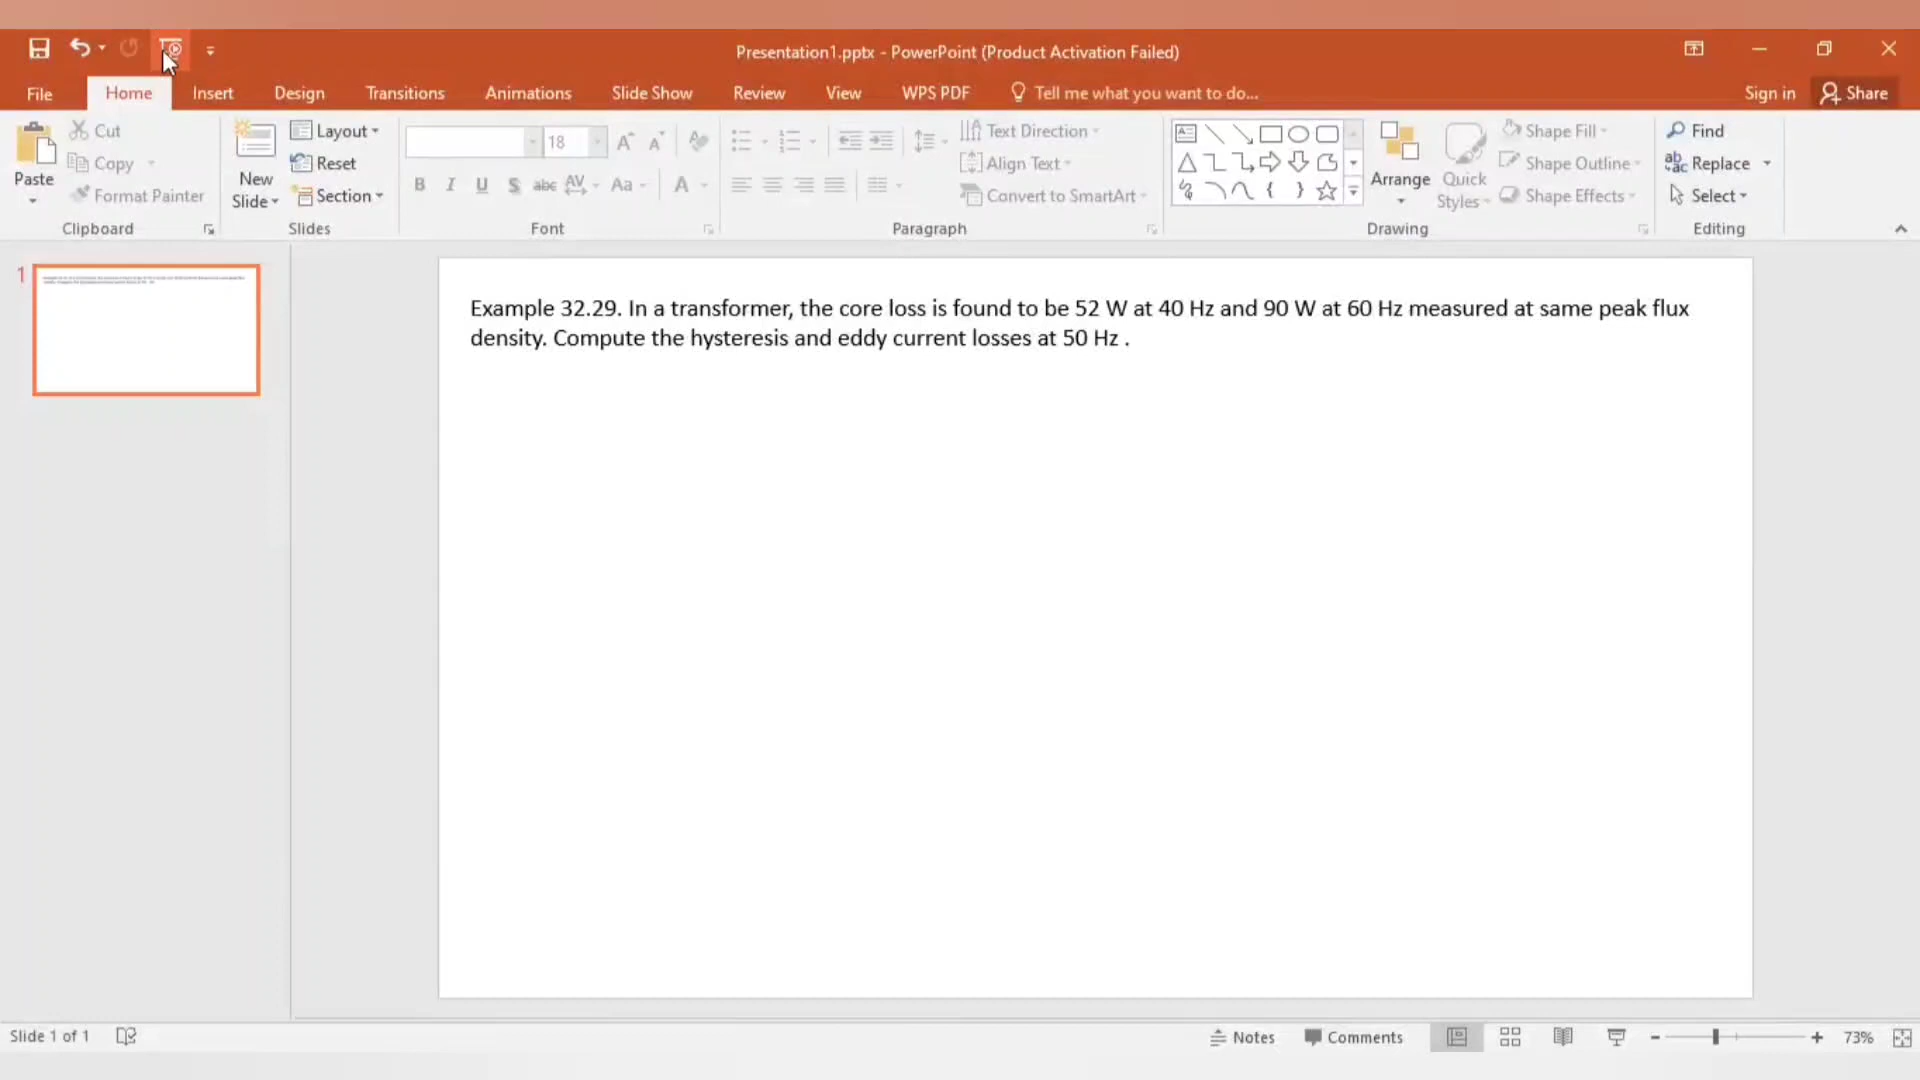 Presentation1.pptx - PowerPoint (Product Activation Failed)
File Home Insert Design Transitions Animations Slide Show Review View WPS PDF Tell me what you want to do... Sign in Share
Paste
Cut
Copy
Format Painter
Clipboard
New Slide
Layout
Reset
Section
Slides
18
B I U S abc AV Aa A
Font
Text Direction
Align Text
Convert to SmartArt
Paragraph
Arrange
Quick Styles
Shape Fill
Shape Outline
Shape Effects
Drawing
Find
Replace
Select
Editing
1
Example 32.29. In a transformer, the core loss is found to be 52 W at 40 Hz and 90 W at 60 Hz measured at same peak flux
density. Compute the hysteresis and eddy current losses at 50 Hz .
Slide 1 of 1 Notes Comments 73%